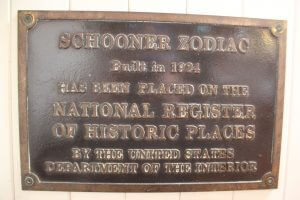 SCHOONER ZODIAC
Built in 1924
HAS BEEN PLACED ON THE
NATIONAL REGISTER
OF HISTORIC PLACES
BY THE UNITED STATES
DEPARTMENT OF THE INTERIOR